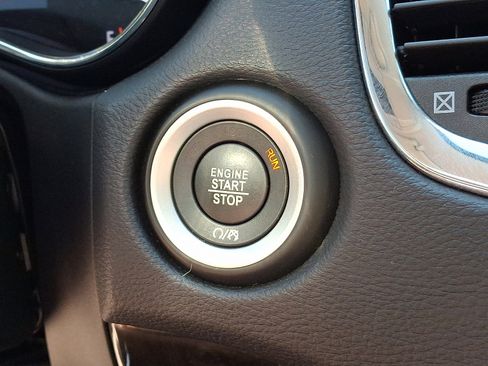 F
RUN
ENGINE
START
STOP